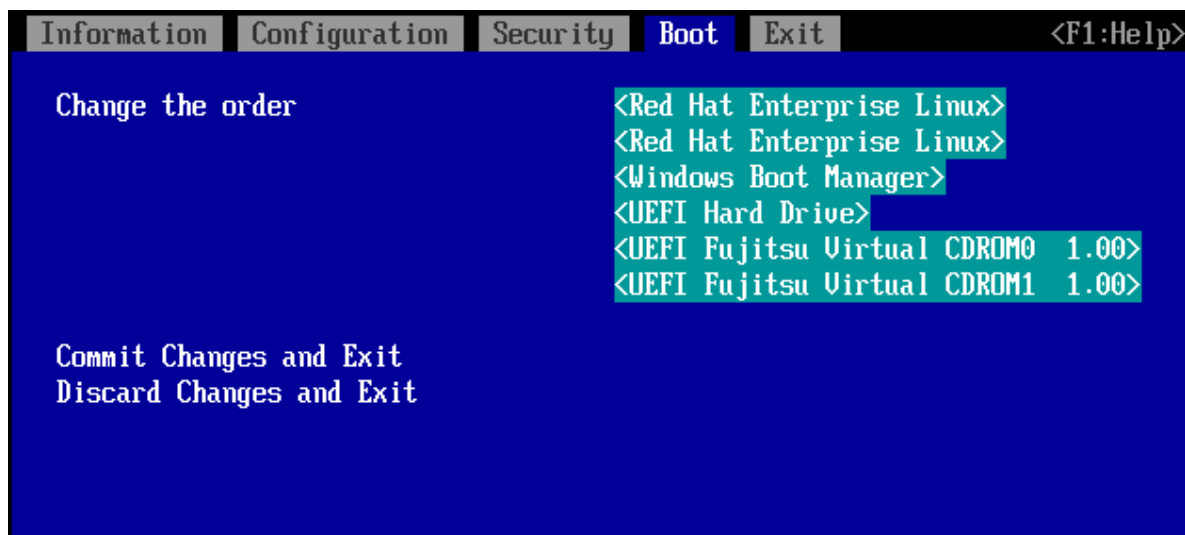 Information Configuration Security Boot Exit <F1:Help>
Change the order <Red Hat Enterprise Linux>
<Red Hat Enterprise Linux>
<Windows Boot Manager>
<UEFI Hard Drive>
<UEFI Fujitsu Virtual CDROM0 1.00>
<UEFI Fujitsu Virtual CDROM1 1.00>
Commit Changes and Exit
Discard Changes and Exit